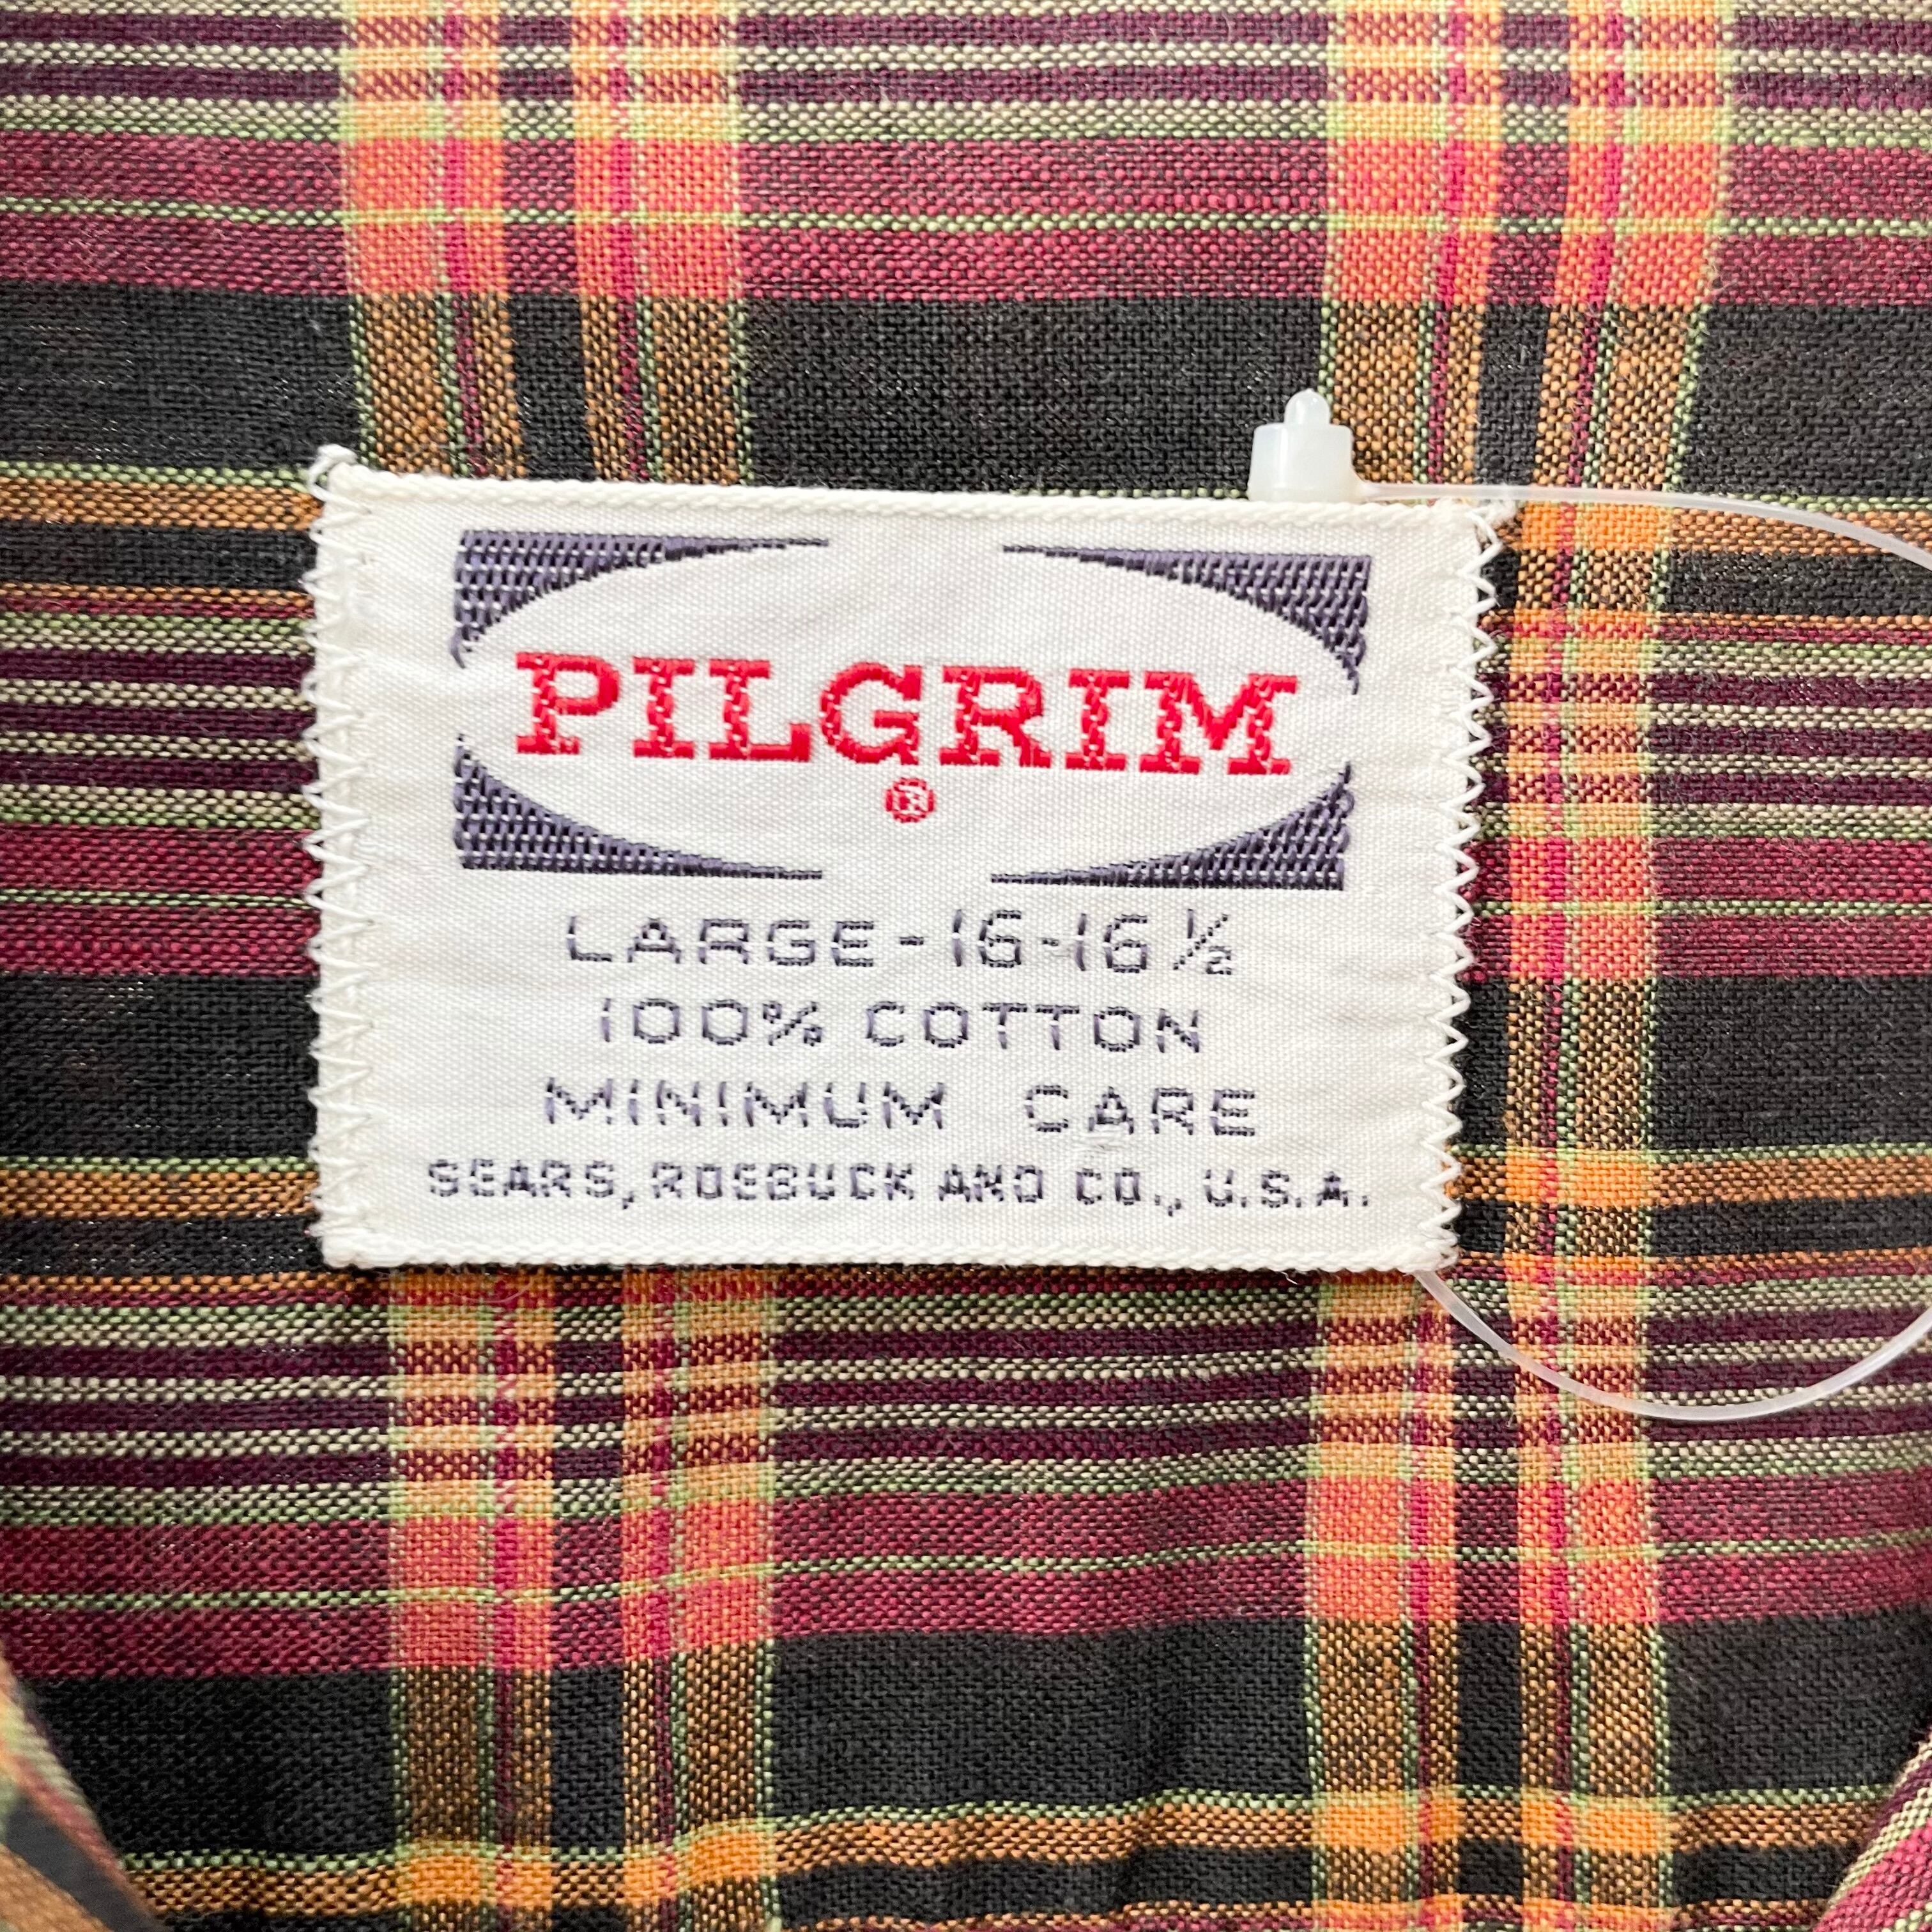 PILGRIM
®
LARGE-16-16½
100% COTTON
MINIMUM CARE
SEARS, ROEBUCK AND CO., U.S.A.